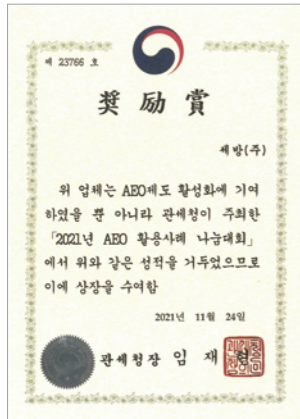 제 23766 호
奬励賞
세방(주)
위 업체는 AEO제도 활성화에 기여
하였을 뿐 아니라 관세청이 주최한
「2021년 AEO 활용사례 나눔대회」
에서 위와 같은 성적을 거두었으므로
이에 상장을 수여함
2021년 11월 24일
관세청장 임재현